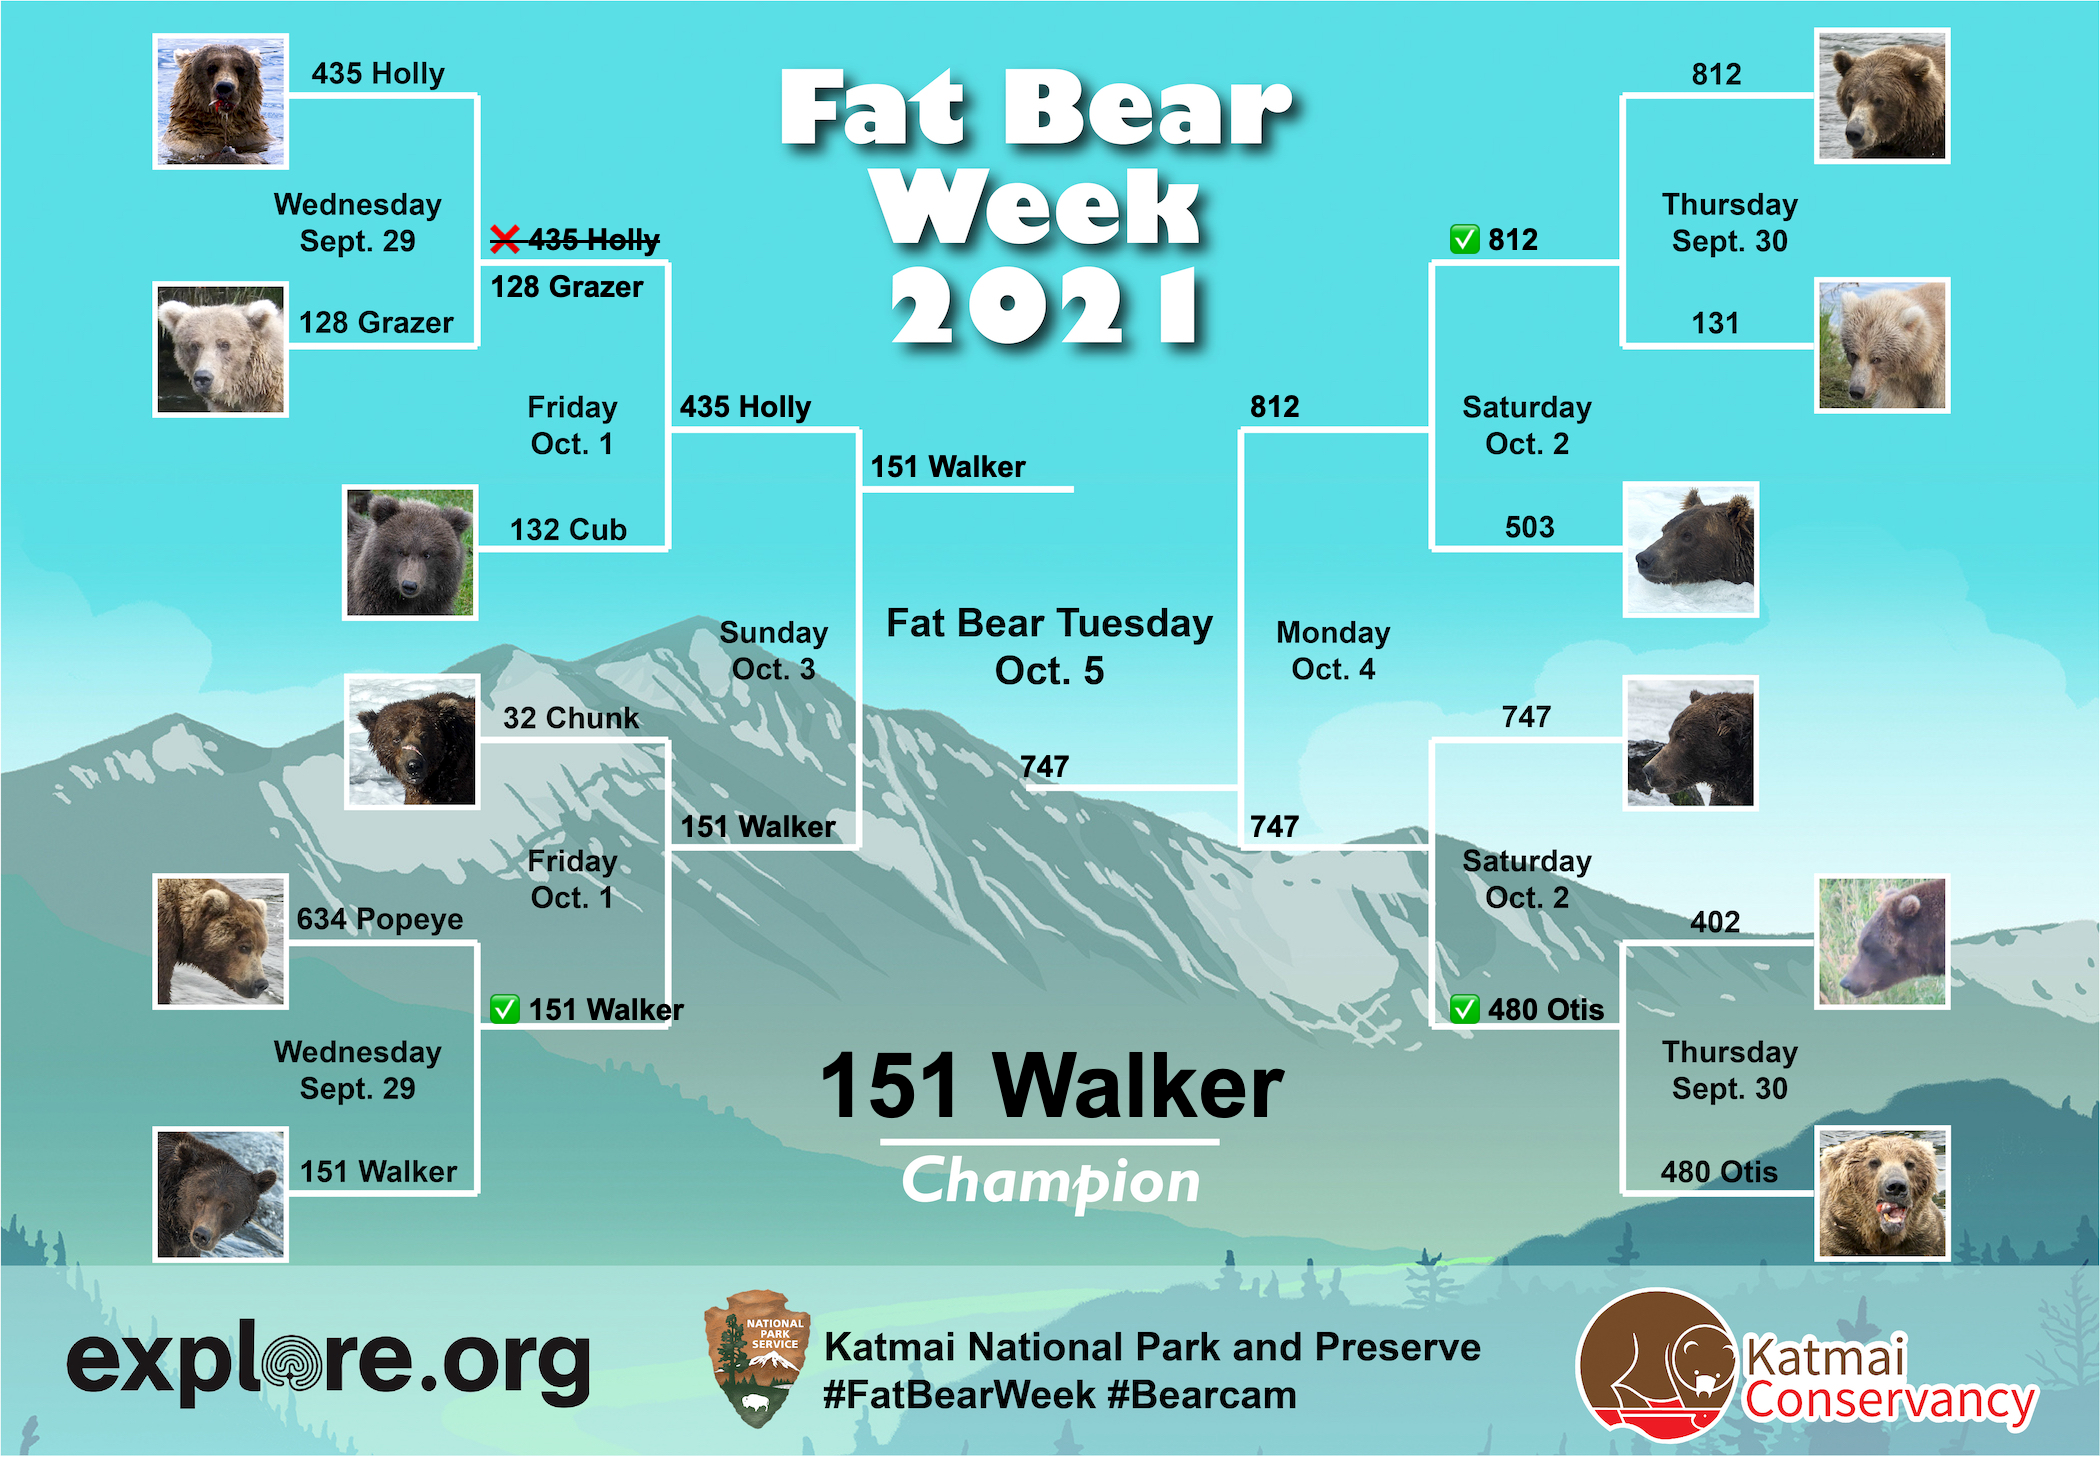 Fat Bear
Week
2021
435 Holly
Wednesday
Sept. 29
128 Grazer
❌ 435 Holly
128 Grazer
Friday
Oct. 1
132 Cub
435 Holly
32 Chunk
Friday
Oct. 1
634 Popeye
Wednesday
Sept. 29
151 Walker
✅ 151 Walker
151 Walker
Sunday
Oct. 3
151 Walker
Fat Bear Tuesday
Oct. 5
747
812
Thursday
Sept. 30
131
✅ 812
Saturday
Oct. 2
503
812
Monday
Oct. 4
747
747
Saturday
Oct. 2
402
✅ 480 Otis
Thursday
Sept. 30
480 Otis
151 Walker
Champion
explore.org
NATIONAL
PARK
SERVICE
Katmai National Park and Preserve
#FatBearWeek #Bearcam
Katmai
Conservancy